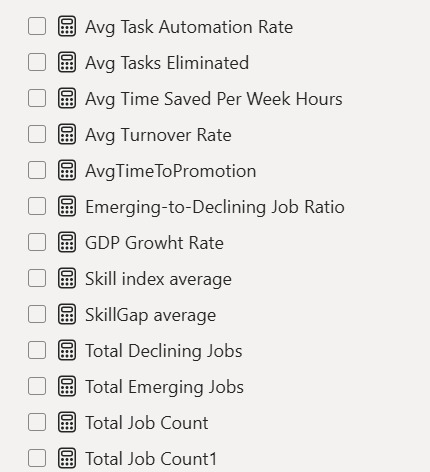 Avg Task Automation Rate
Avg Tasks Eliminated
Avg Time Saved Per Week Hours
Avg Turnover Rate
AvgTimeToPromotion
Emerging-to-Declining Job Ratio
GDP Growht Rate
Skill index average
SkillGap average
Total Declining Jobs
Total Emerging Jobs
Total Job Count
Total Job Count1